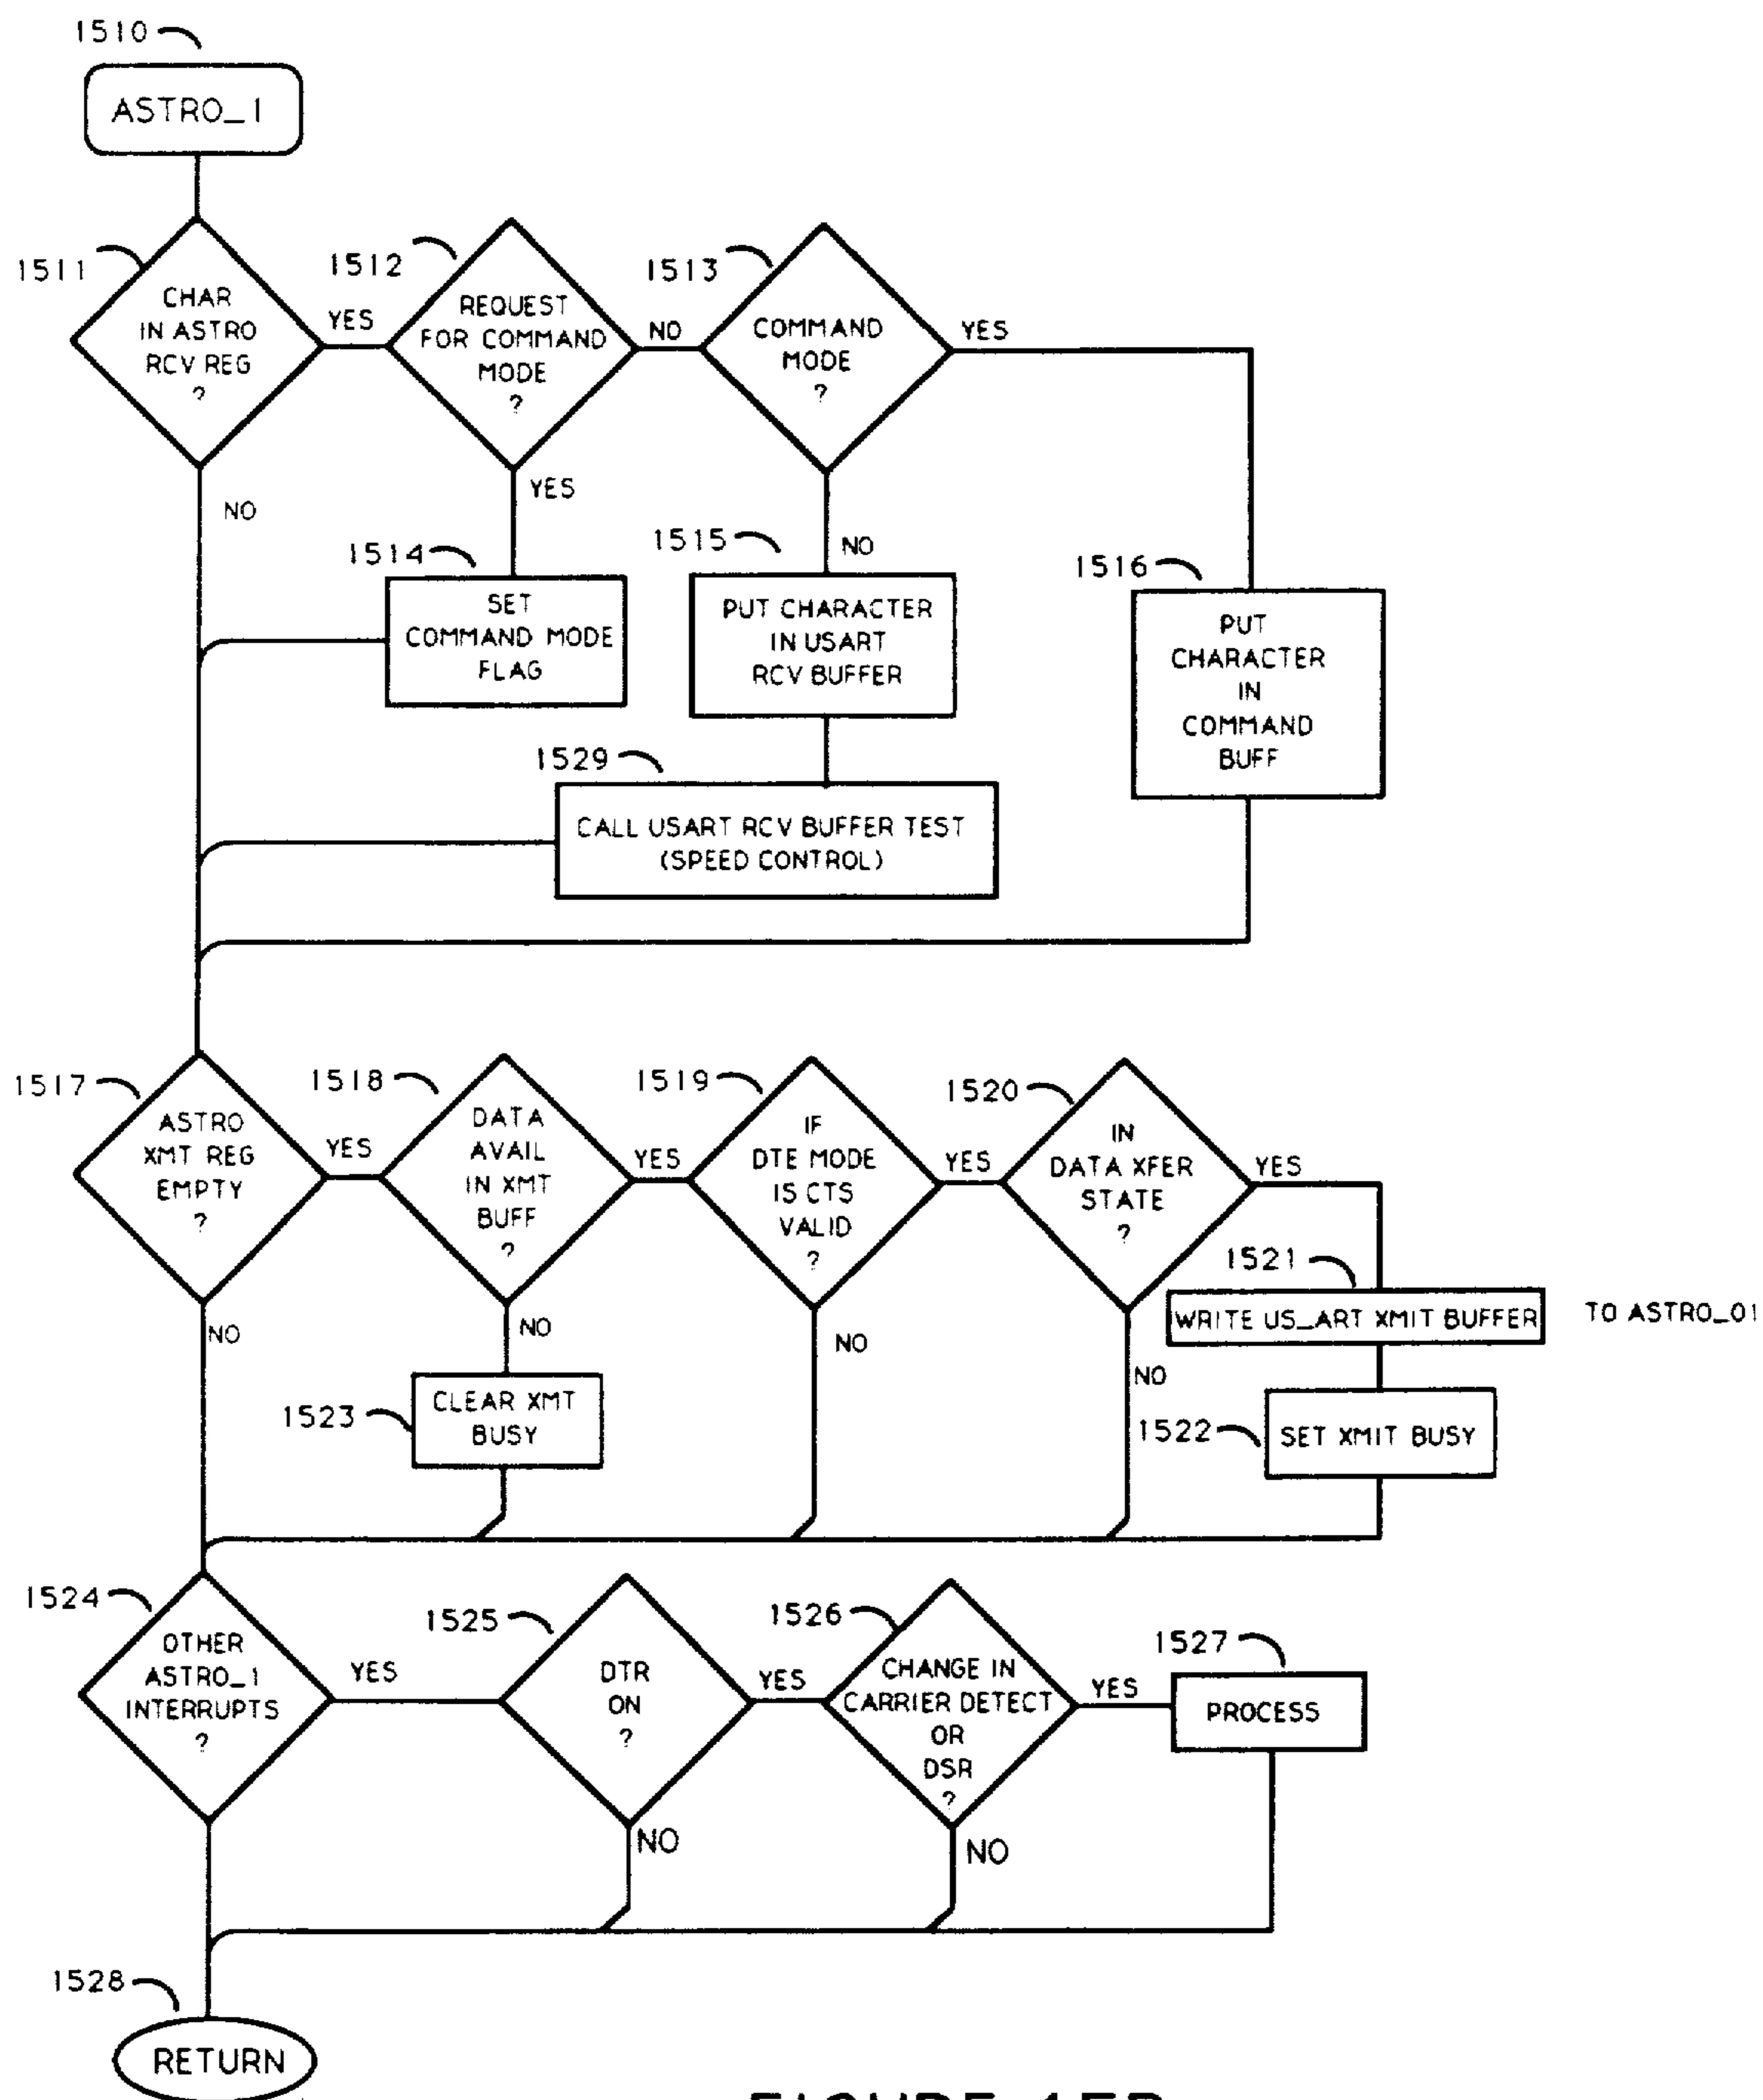 1510
ASTRO_1
1511
CHAR
IN ASTRO
RCV REG
?
YES
NO
1512
REQUEST
FOR COMMAND
MODE
?
NO
YES
1513
COMMAND
MODE
?
YES
NO
1514
SET
COMMAND MODE
FLAG
1515
PUT CHARACTER
IN USART
RCV BUFFER
1516
PUT
CHARACTER
IN
COMMAND
BUFF
1529
CALL USART RCV BUFFER TEST
(SPEED CONTROL)
1517
ASTRO
XMT REG
EMPTY
?
YES
NO
1518
DATA
AVAIL
IN XMT
BUFF
?
YES
NO
1519
IF
DTE MODE
IS CTS
VALID
?
YES
NO
1520
IN
DATA XFER
STATE
?
YES
NO
1521
WRITE US_ART XMIT BUFFER
TO ASTRO_01
1523
CLEAR XMT
BUSY
1522
SET XMIT BUSY
1524
OTHER
ASTRO_1
INTERRUPTS
?
YES
1525
DTR
ON
?
YES
NO
1526
CHANGE IN
CARRIER DETECT
OR
DSR
?
YES
NO
1527
PROCESS
1528
RETURN